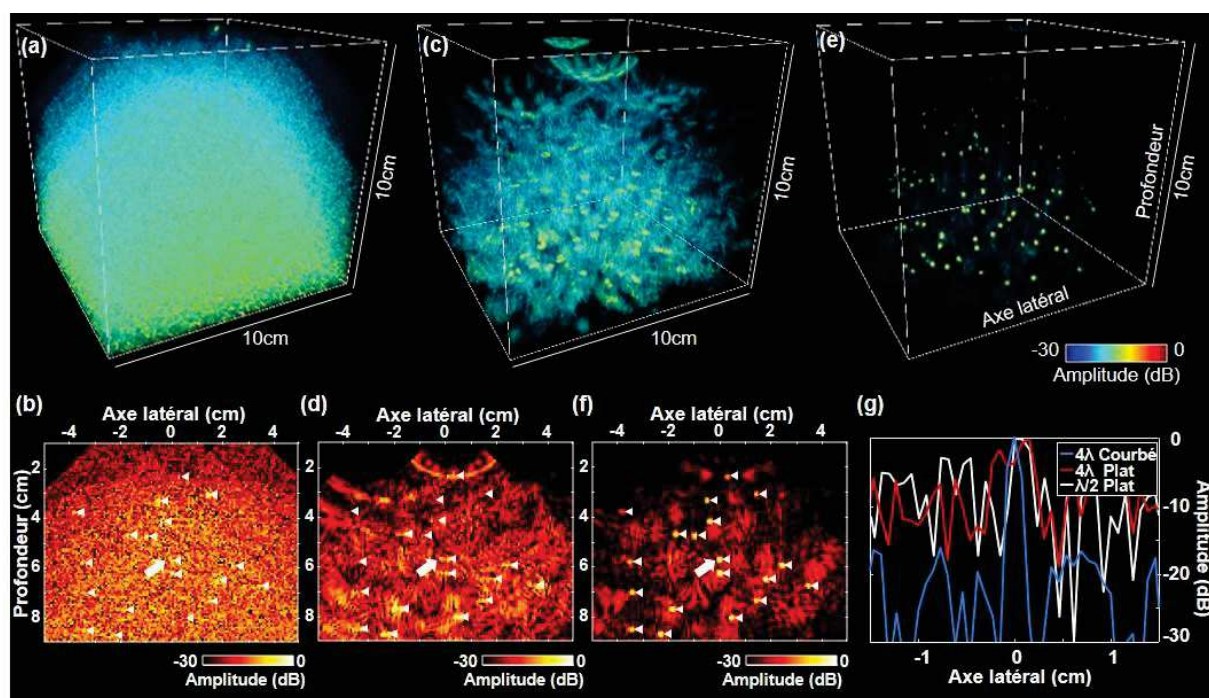 (a)
10cm
10cm
(c)
10cm
10cm
(e)
Profondeur
10cm
Axe latéral
-30 0
Amplitude (dB)
(b)
Axe latéral (cm)
-4 -2 0 2 4
Profondeur (cm)
2
4
6
8
-30 0
Amplitude (dB)
(d)
Axe latéral (cm)
-4 -2 0 2 4
2
4
6
8
-30 0
Amplitude (dB)
(f)
Axe latéral (cm)
-4 -2 0 2 4
2
4
6
8
-30 0
Amplitude (dB)
(g)
4λ Courbé
4λ Plat
λ/2 Plat
0
-10
-20
-30
Amplitude (dB)
-1 0 1
Axe latéral (cm)